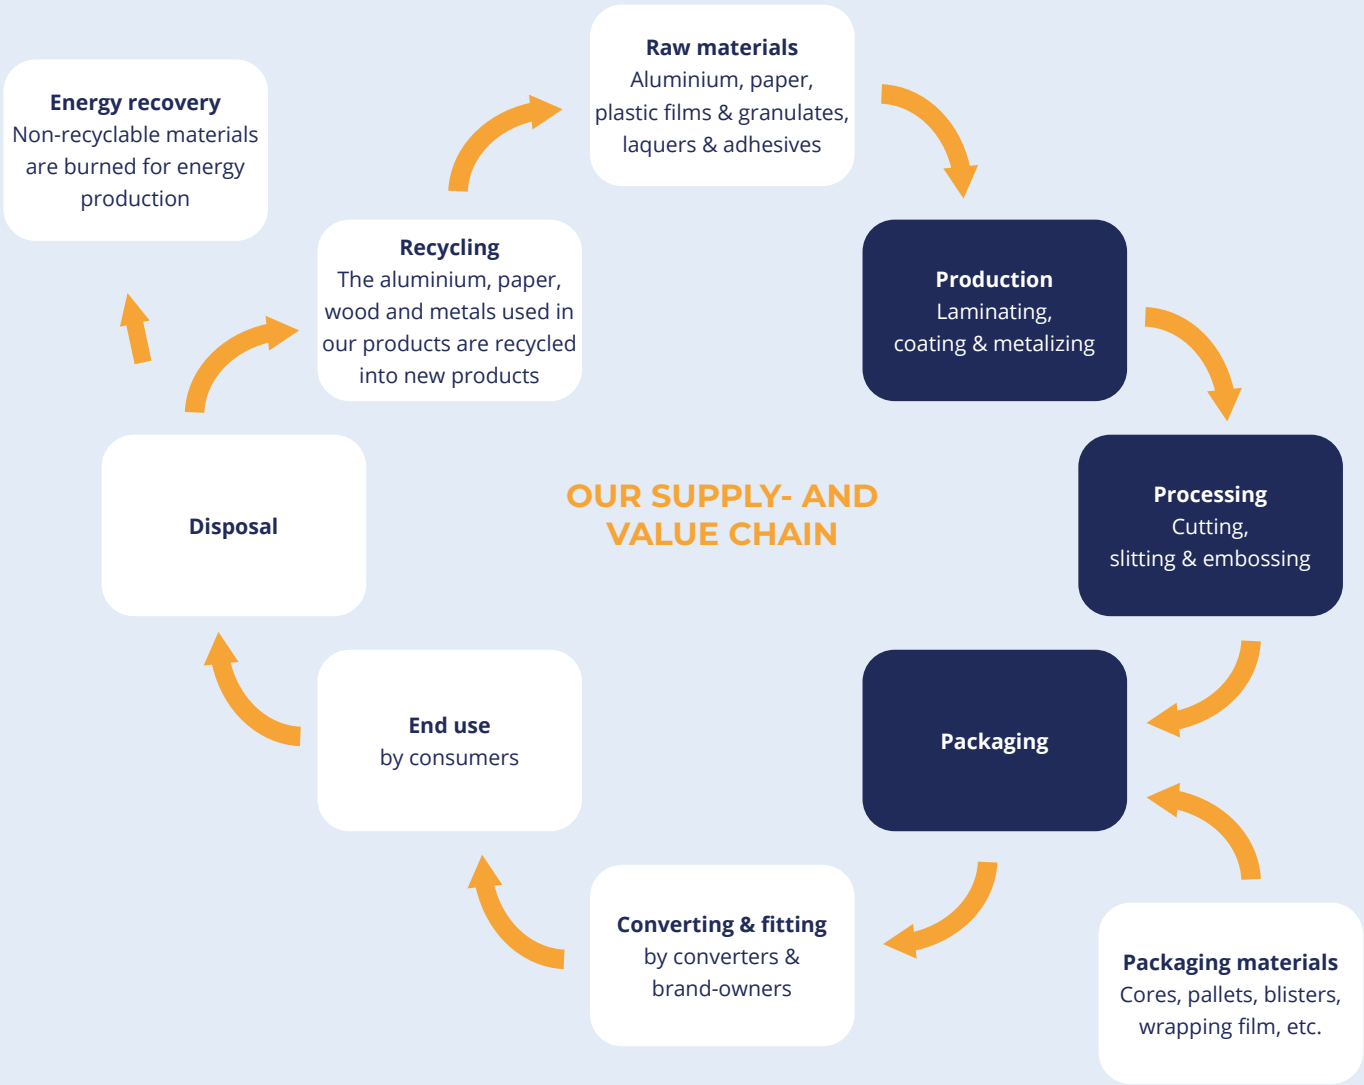 Raw materials
Aluminium, paper,
plastic films & granulates,
laquers & adhesives
Energy recovery
Non-recyclable materials
are burned for energy
production
Recycling
The aluminium, paper,
wood and metals used in
our products are recycled
into new products
Production
Laminating,
coating & metalizing
Disposal
OUR SUPPLY- AND
VALUE CHAIN
Processing
Cutting,
slitting & embossing
End use
by consumers
Packaging
Converting & fitting
by converters &
brand-owners
Packaging materials
Cores, pallets, blisters,
wrapping film, etc.